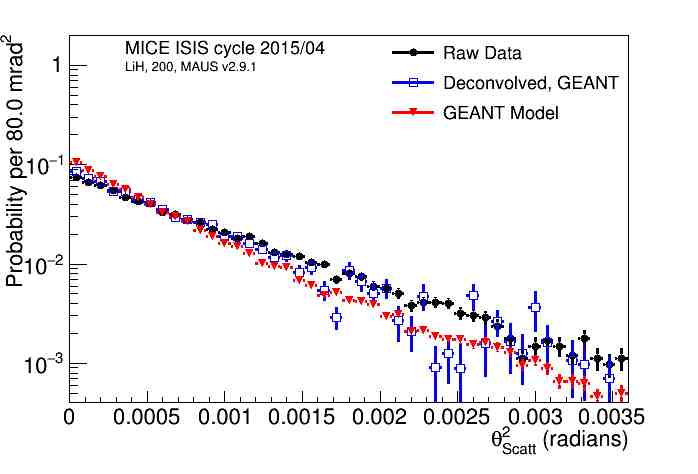 MICE ISIS cycle 2015/04
LiH, 200, MAUS v2.9.1
Raw Data
Deconvolved, GEANT
GEANT Model
Probability per 80.0 mrad²
1
10⁻¹
10⁻²
10⁻³
0 0.0005 0.001 0.0015 0.002 0.0025 0.003 0.0035
θ²Scatt (radians)